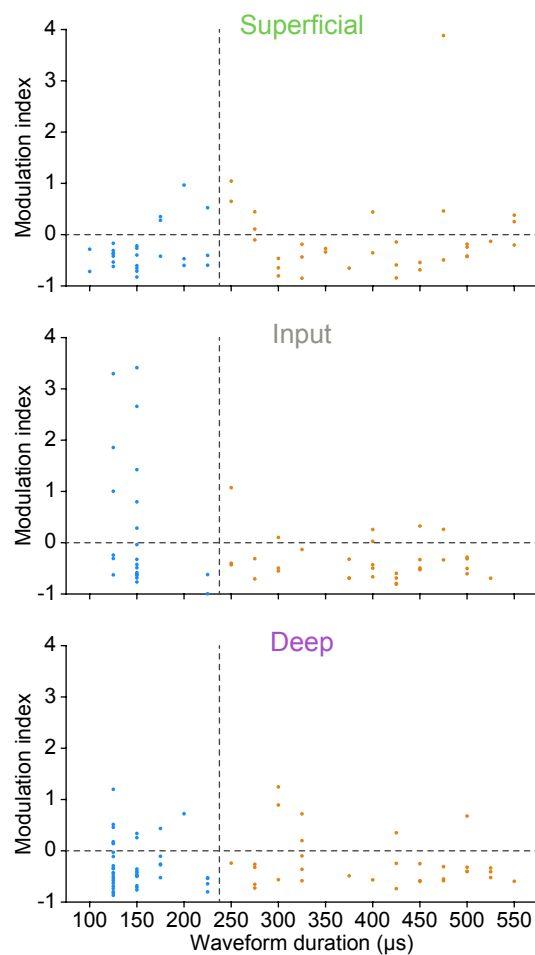 Superficial
Modulation index
4
3
2
1
0
-1
Input
Modulation index
4
3
2
1
0
-1
Deep
Modulation index
4
3
2
1
0
-1
100 150 200 250 300 350 400 450 500 550
Waveform duration (μs)